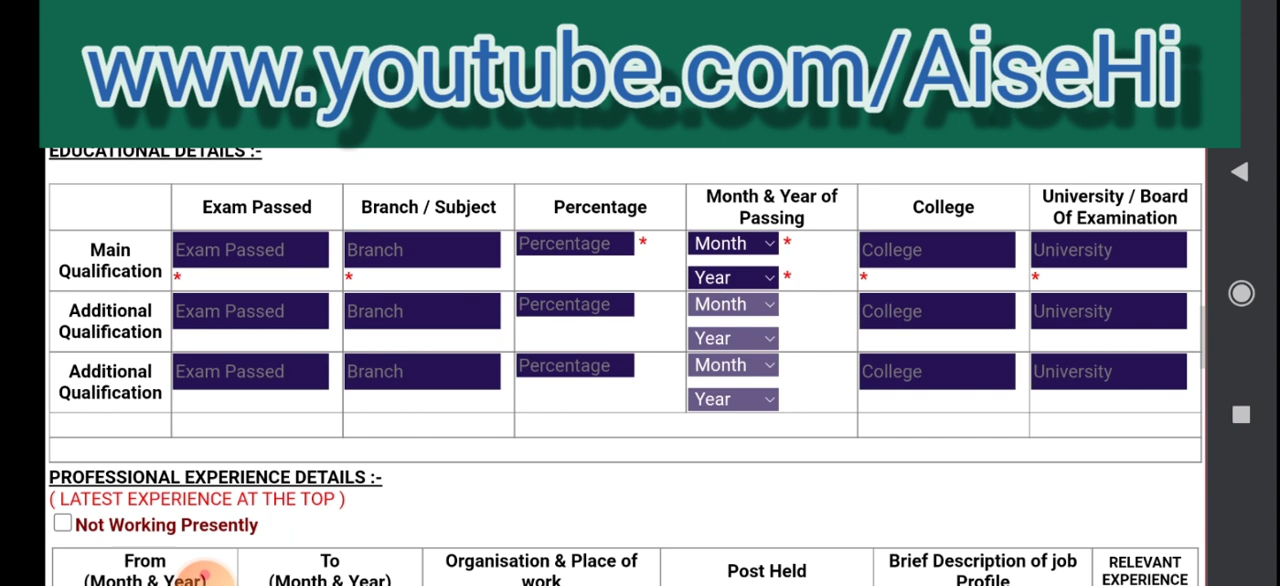 www.youtube.com/AiseHi
EDUCATIONAL DETAILS :-
Exam Passed Branch / Subject Percentage Month & Year of Passing College University / Board Of Examination
Main Qualification Exam Passed * Branch * Percentage * Month * Year * College * University *
Additional Qualification Exam Passed Branch Percentage Month Year College University
Additional Qualification Exam Passed Branch Percentage Month Year College University
PROFESSIONAL EXPERIENCE DETAILS :-
( LATEST EXPERIENCE AT THE TOP )
Not Working Presently
From (Month & Year) To (Month & Year) Organisation & Place of work Post Held Brief Description of job Profile RELEVANT EXPERIENCE